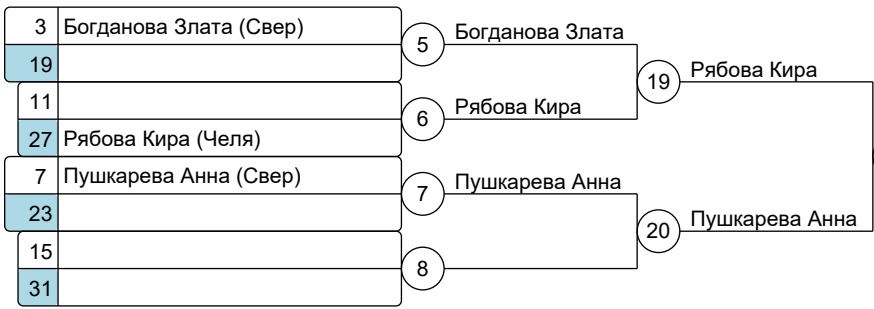 3 Богданова Злата (Свер)
5 Богданова Злата
19
19 Рябова Кира
11
6 Рябова Кира
27 Рябова Кира (Челя)
7 Пушкарева Анна (Свер)
7 Пушкарева Анна
23
20 Пушкарева Анна
15
8
31